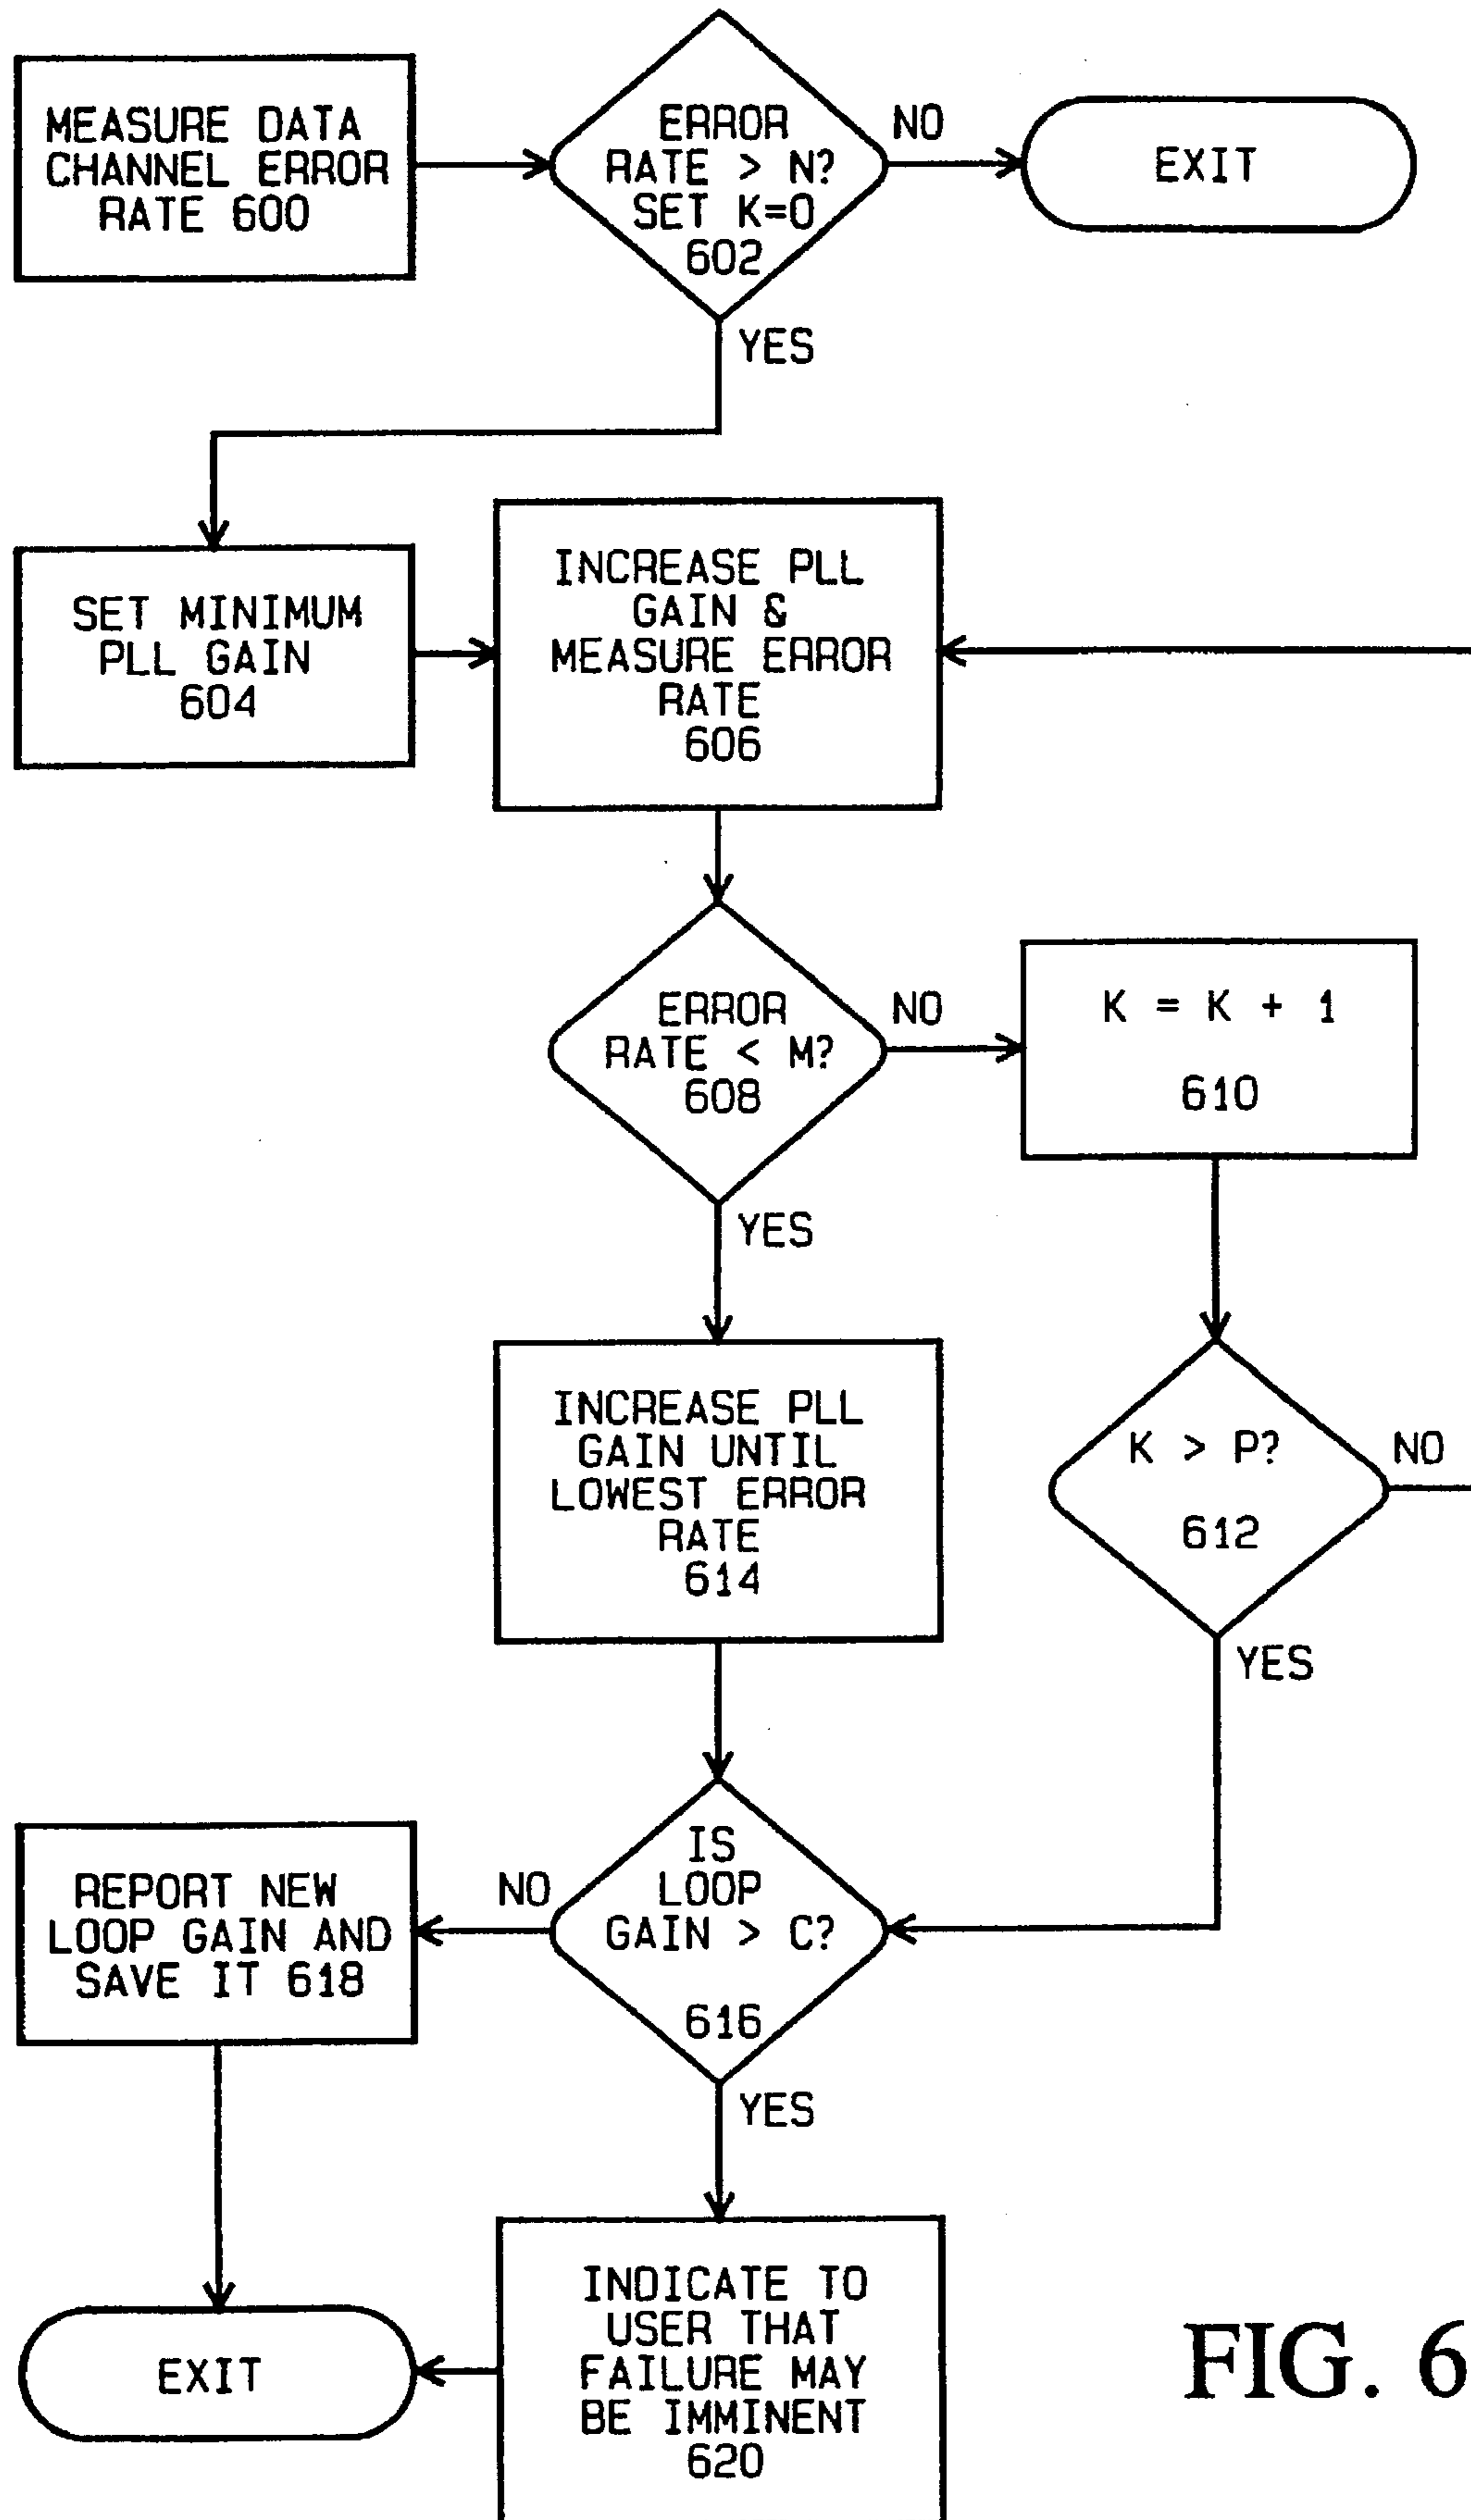 MEASURE DATA
CHANNEL ERROR
RATE 600
ERROR
RATE > N?
SET K=0
602
NO
EXIT
YES
SET MINIMUM
PLL GAIN
604
INCREASE PLL
GAIN &
MEASURE ERROR
RATE
606
ERROR
RATE < M?
608
NO
K = K + 1
610
YES
INCREASE PLL
GAIN UNTIL
LOWEST ERROR
RATE
614
K > P?
612
NO
YES
IS
LOOP
GAIN > C?
616
NO
REPORT NEW
LOOP GAIN AND
SAVE IT 618
YES
INDICATE TO
USER THAT
FAILURE MAY
BE IMMINENT
620
EXIT
FIG. 6